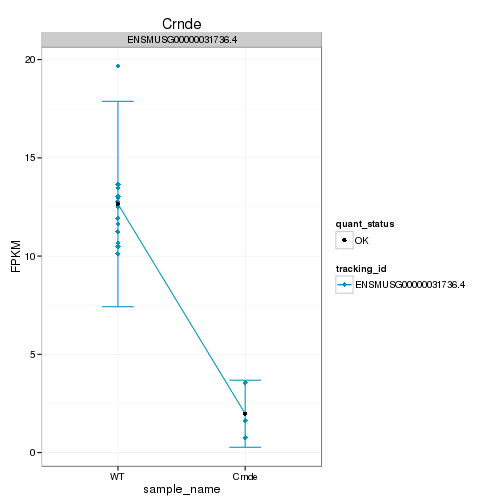 Crnde
ENSMUSG00000031736.4
20
15
10
5
0
FPKM
WT
Crnde
sample_name
quant_status
OK
tracking_id
ENSMUSG00000031736.4